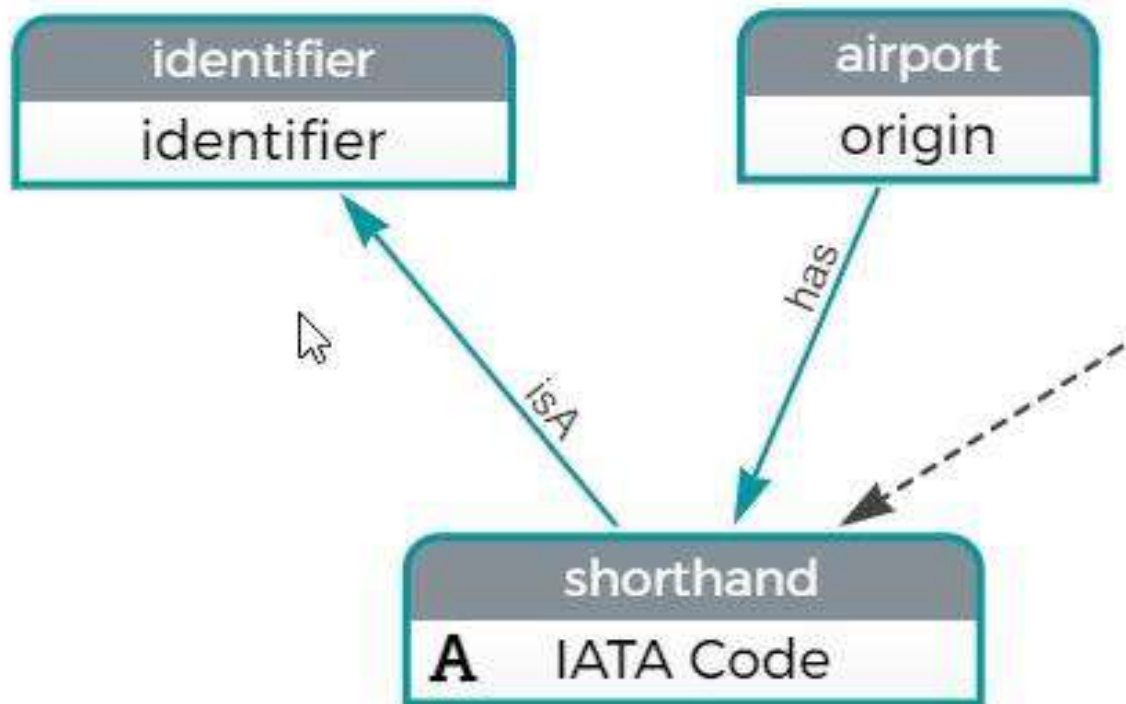 identifier
identifier
airport
origin
has
isA
shorthand
A IATA Code